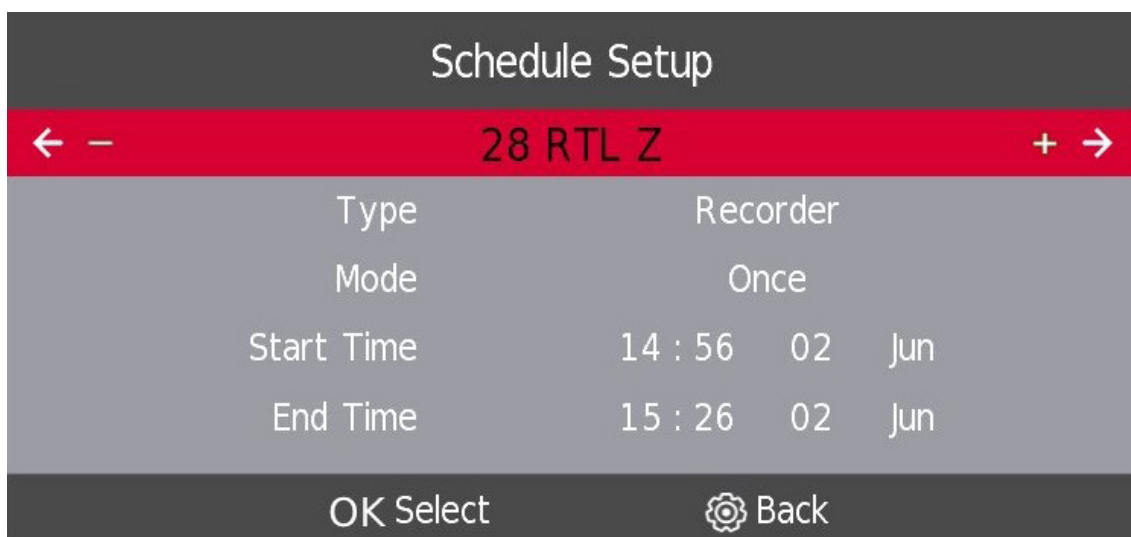 Schedule Setup
← − 28 RTL Z + →
Type Recorder
Mode Once
Start Time 14 : 56 02 Jun
End Time 15 : 26 02 Jun
OK Select Back